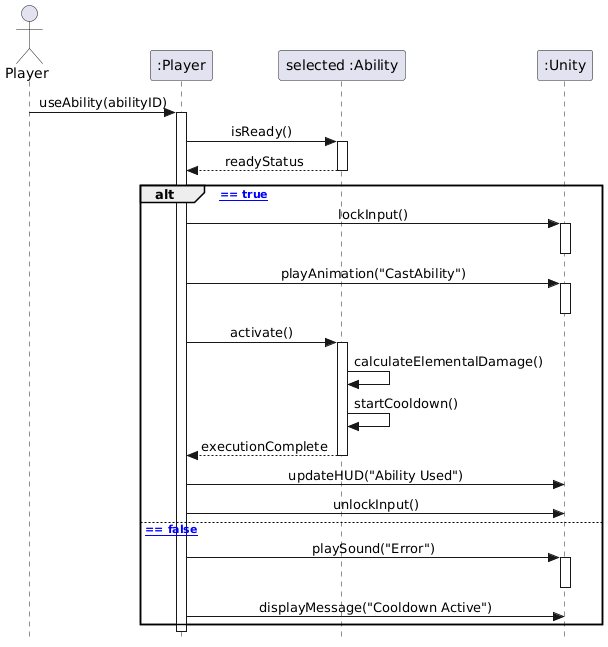 Player
:Player
selected :Ability
:Unity
useAbility(abilityID)
isReady()
readyStatus
alt
== true
lockInput()
playAnimation("CastAbility")
activate()
calculateElementalDamage()
startCooldown()
executionComplete
updateHUD("Ability Used")
unlockInput()
== false
playSound("Error")
displayMessage("Cooldown Active")